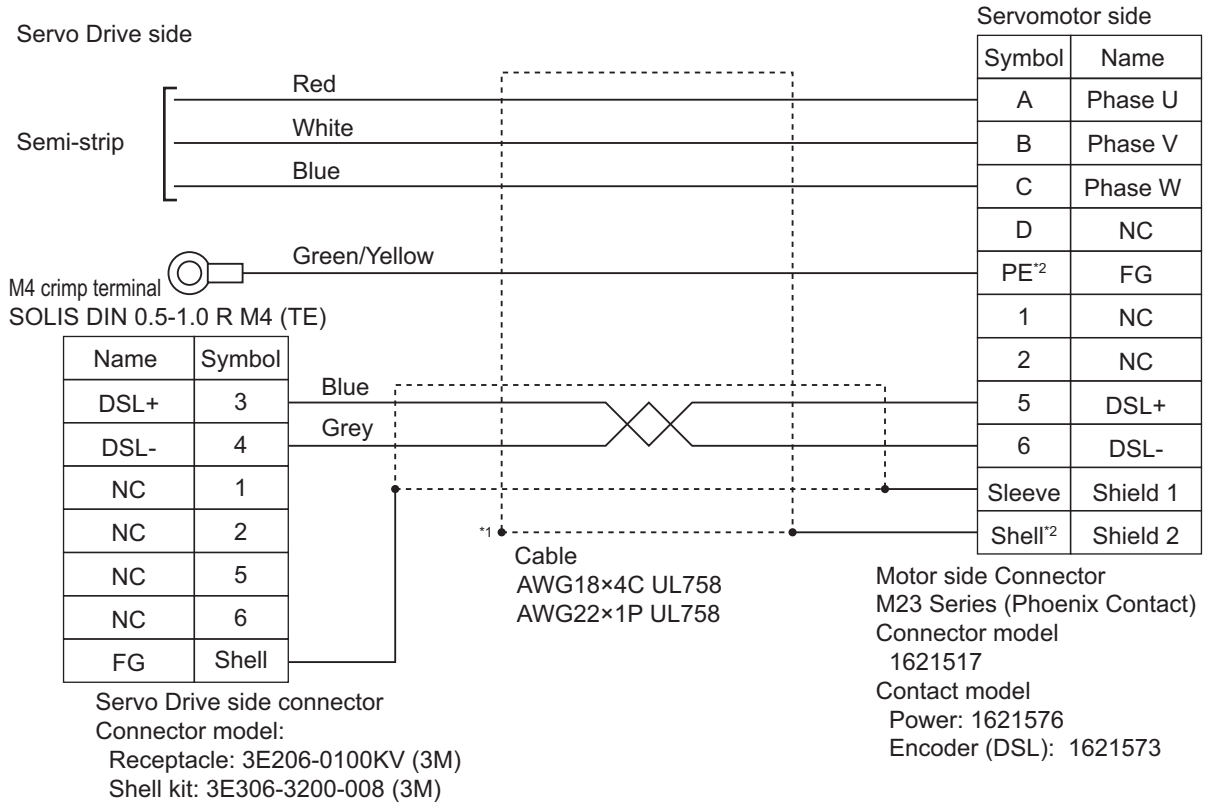 Servo Drive side
Servomotor side
Symbol Name
Red
A Phase U
White
Semi-strip
B Phase V
Blue
C Phase W
D NC
Green/Yellow
PE*2 FG
M4 crimp terminal
SOLIS DIN 0.5-1.0 R M4 (TE)
1 NC
2 NC
Name Symbol
Blue
DSL+ 3
5 DSL+
Grey
DSL- 4
6 DSL-
NC 1
Sleeve Shield 1
NC 2
*1
Shell*2 Shield 2
NC 5
NC 6
FG Shell
Cable
AWG18×4C UL758
AWG22×1P UL758
Motor side Connector
M23 Series (Phoenix Contact)
Connector model
1621517
Contact model
Power: 1621576
Encoder (DSL): 1621573
Servo Drive side connector
Connector model:
Receptacle: 3E206-0100KV (3M)
Shell kit: 3E306-3200-008 (3M)